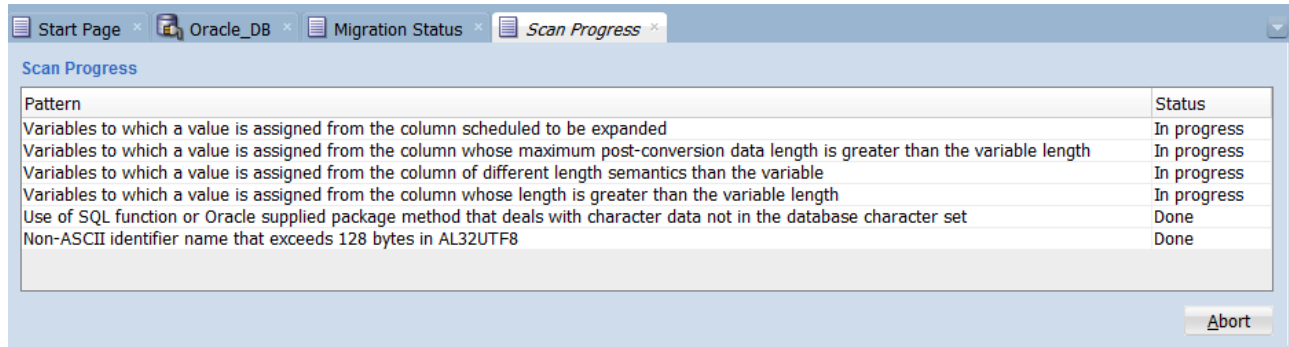 Start Page × Oracle_DB × Migration Status × Scan Progress ×
Scan Progress
Pattern Status
Variables to which a value is assigned from the column scheduled to be expanded In progress
Variables to which a value is assigned from the column whose maximum post-conversion data length is greater than the variable length In progress
Variables to which a value is assigned from the column of different length semantics than the variable In progress
Variables to which a value is assigned from the column whose length is greater than the variable length In progress
Use of SQL function or Oracle supplied package method that deals with character data not in the database character set Done
Non-ASCII identifier name that exceeds 128 bytes in AL32UTF8 Done
Abort